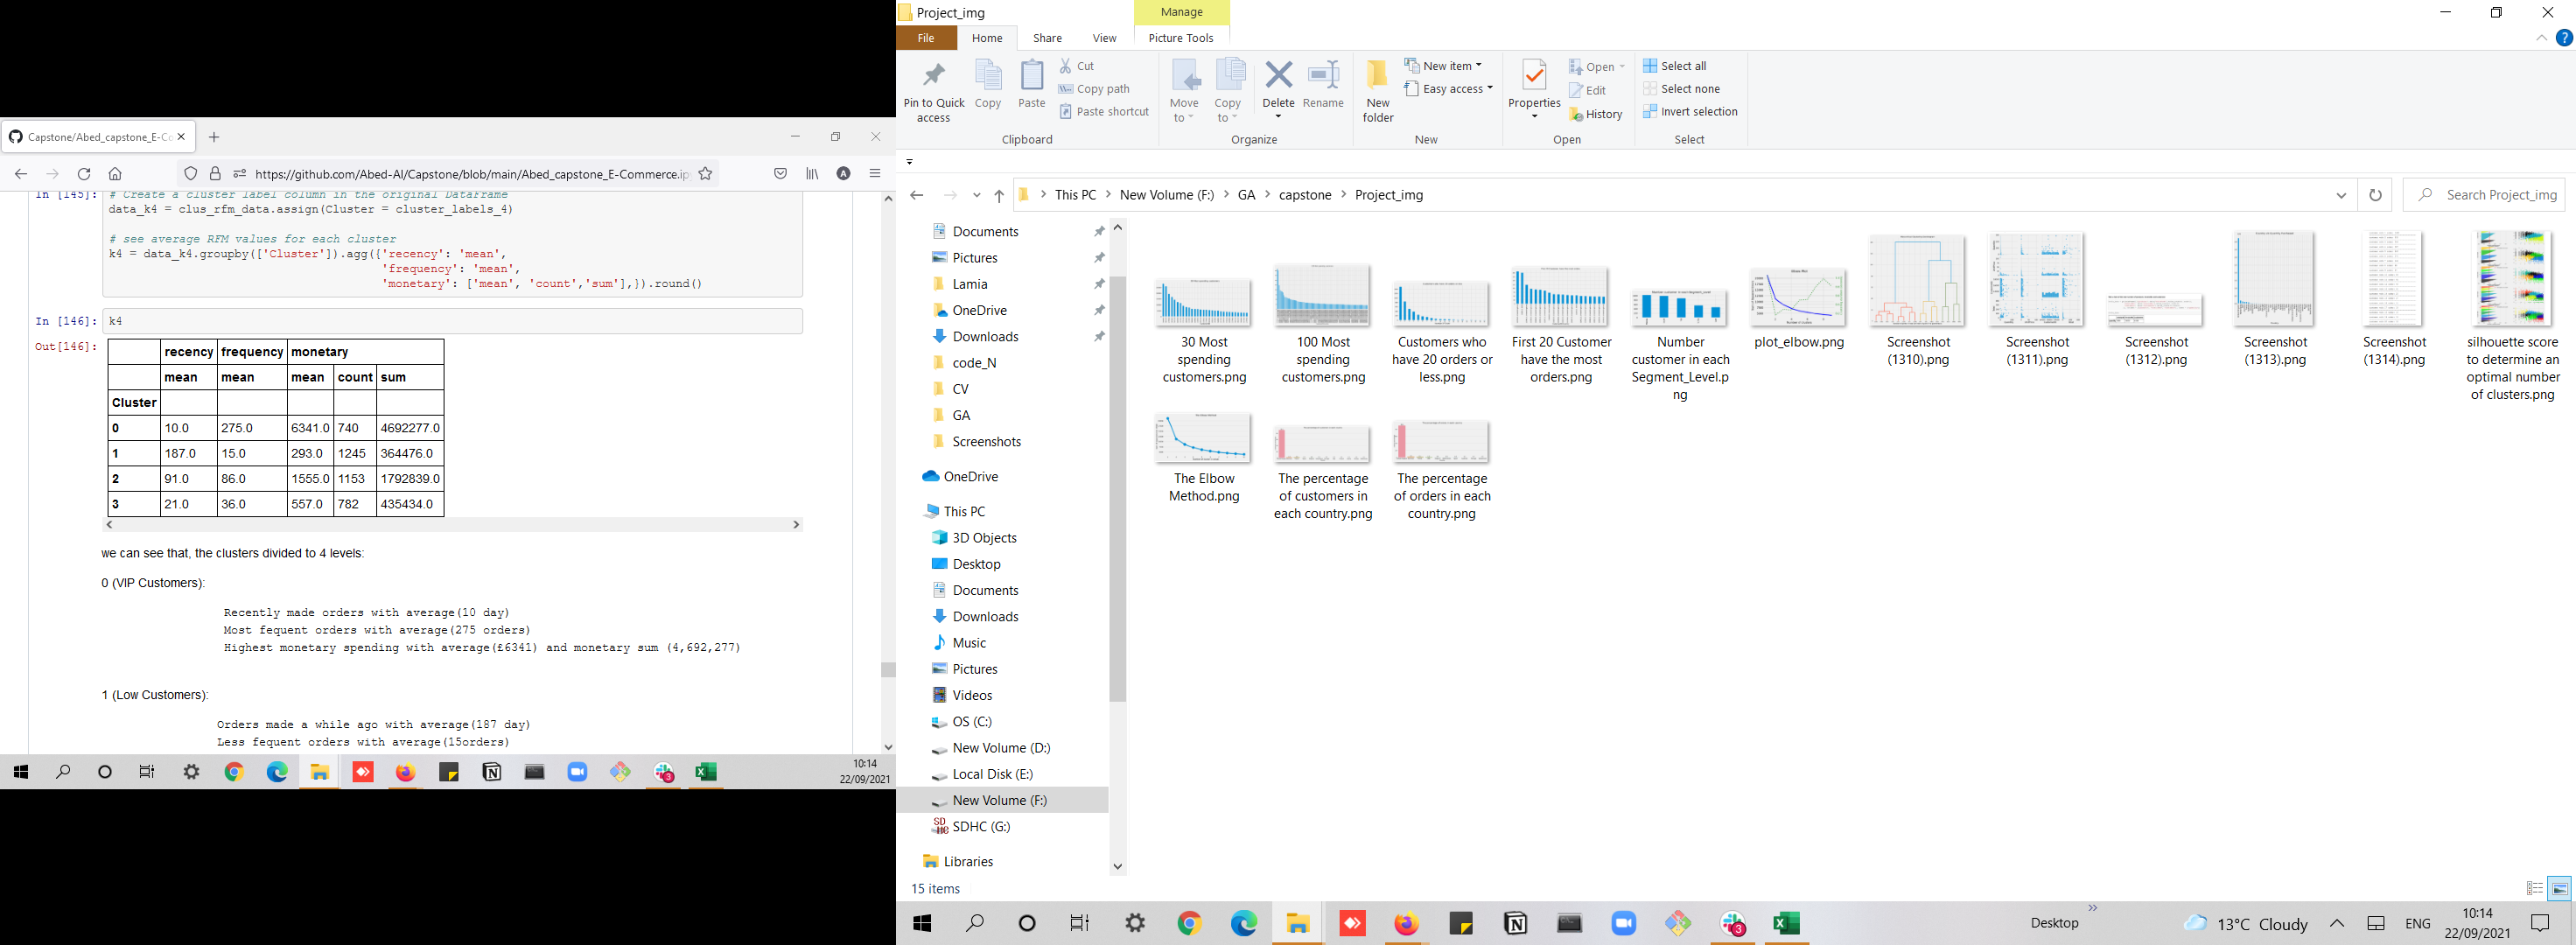 Capstone/Abed_capstone_E-Co
https://github.com/Abed-Al/Capstone/blob/main/Abed_capstone_E-Commerce.ip
In [145]:
# Create a cluster label column in the original DataFrame
data_k4 = clus_rfm_data.assign(Cluster = cluster_labels_4)
# see average RFM values for each cluster
k4 = data_k4.groupby(['Cluster']).agg({'recency': 'mean',
'frequency': 'mean',
'monetary': ['mean', 'count','sum'],}).round()
In [146]: k4
Out[146]:
recency frequency monetary
mean mean mean count sum
Cluster
0 10.0 275.0 6341.0 740 4692277.0
1 187.0 15.0 293.0 1245 364476.0
2 91.0 86.0 1555.0 1153 1792839.0
3 21.0 36.0 557.0 782 435434.0
we can see that, the clusters divided to 4 levels:
0 (VIP Customers):
Recently made orders with average(10 day)
Most fequent orders with average(275 orders)
Highest monetary spending with average(£6341) and monetary sum (4,692,277)
1 (Low Customers):
Orders made a while ago with average(187 day)
Less fequent orders with average(15orders)
10:14
22/09/2021
Project_img
Manage
File Home Share View Picture Tools
Pin to Quick access
Copy
Paste
Cut
Copy path
Paste shortcut
Clipboard
Move to
Copy to
Delete
Rename
Organize
New folder
New item
Easy access
New
Properties
Open
Edit
History
Open
Select all
Select none
Invert selection
Select
This PC New Volume (F:) GA capstone Project_img
Search Project_img
Documents
Pictures
Lamia
OneDrive
Downloads
code_N
CV
GA
Screenshots
OneDrive
This PC
3D Objects
Desktop
Documents
Downloads
Music
Pictures
Videos
OS (C:)
New Volume (D:)
Local Disk (E:)
New Volume (F:)
SDHC (G:)
Libraries
30 Most
spending
customers.png
100 Most
spending
customers.png
Customers who
have 20 orders or
less.png
First 20 Customer
have the most
orders.png
Number
customer in each
Segment_Level.p
ng
plot_elbow.png
Screenshot
(1310).png
Screenshot
(1311).png
Screenshot
(1312).png
Screenshot
(1313).png
Screenshot
(1314).png
silhouette score
to determine an
optimal number
of clusters.png
The Elbow
Method.png
The percentage
of customers in
each country.png
The percentage
of orders in each
country.png
15 items
Desktop
13°C Cloudy
ENG
10:14
22/09/2021